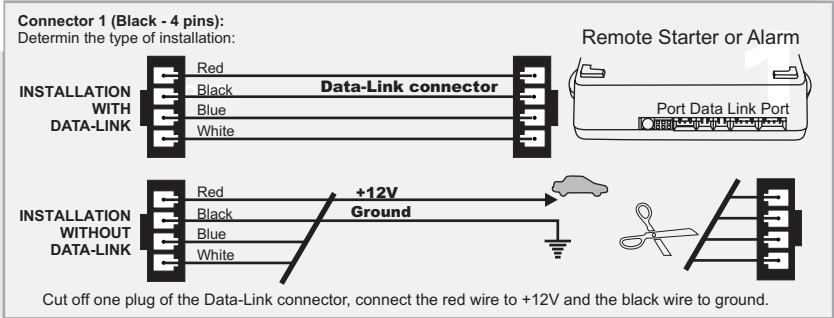 Connector 1 (Black - 4 pins):
Determin the type of installation:
Remote Starter or Alarm
1
Port Data Link Port
INSTALLATION
WITH
DATA-LINK
Red
Black
Blue
White
Data-Link connector
INSTALLATION
WITHOUT
DATA-LINK
Red
Black
Blue
White
+12V
Ground
Cut off one plug of the Data-Link connector, connect the red wire to +12V and the black wire to ground.